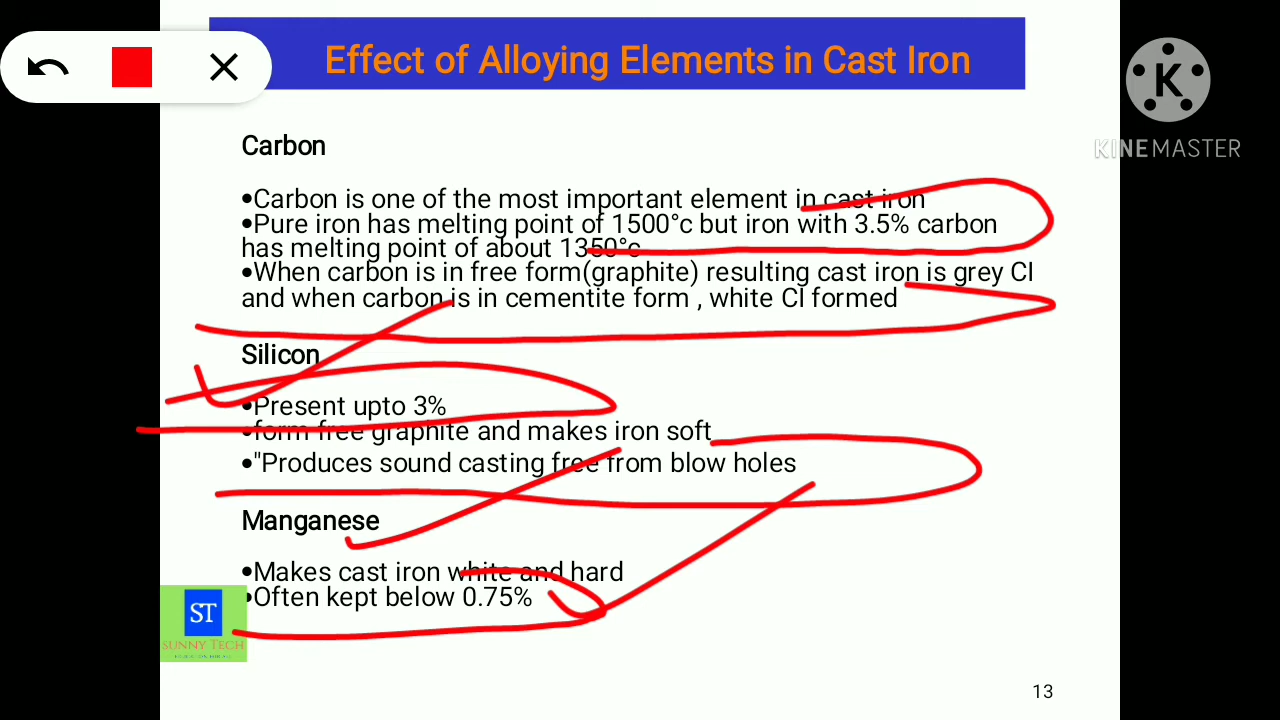 Effect of Alloying Elements in Cast Iron
K
KINEMASTER
Carbon
•Carbon is one of the most important element in cast iron
•Pure iron has melting point of 1500°c but iron with 3.5% carbon
has melting point of about 1350°c
•When carbon is in free form(graphite) resulting cast iron is grey CI
and when carbon is in cementite form , white CI formed
Silicon
•Present upto 3%
•form free graphite and makes iron soft
•"Produces sound casting free from blow holes
Manganese
•Makes cast iron white and hard
•Often kept below 0.75%
ST
SUNNY TECH
13